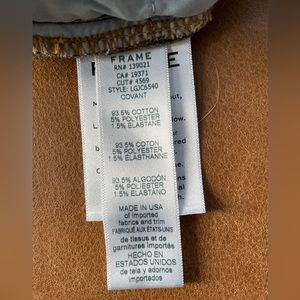 FRAME
RN# 139021
CA# 19371
CUT# 4569
STYLE: LGJC6540
COVANT
93.5% COTTON
5% POLYESTER
1.5% ELASTANE
93.5% COTON
5% POLYESTER
1.5% ÉLASTHANNE
93.5% ALGODÓN
5% POLIESTER
1.5% ELASTANO
MADE IN USA
of imported
fabrics and trim
FABRIQUÉ AUX ÉTATS-UNIS
de tissus et de
garnitures importés
HECHO EN
ESTADOS UNIDOS
de tela y adornos
importados